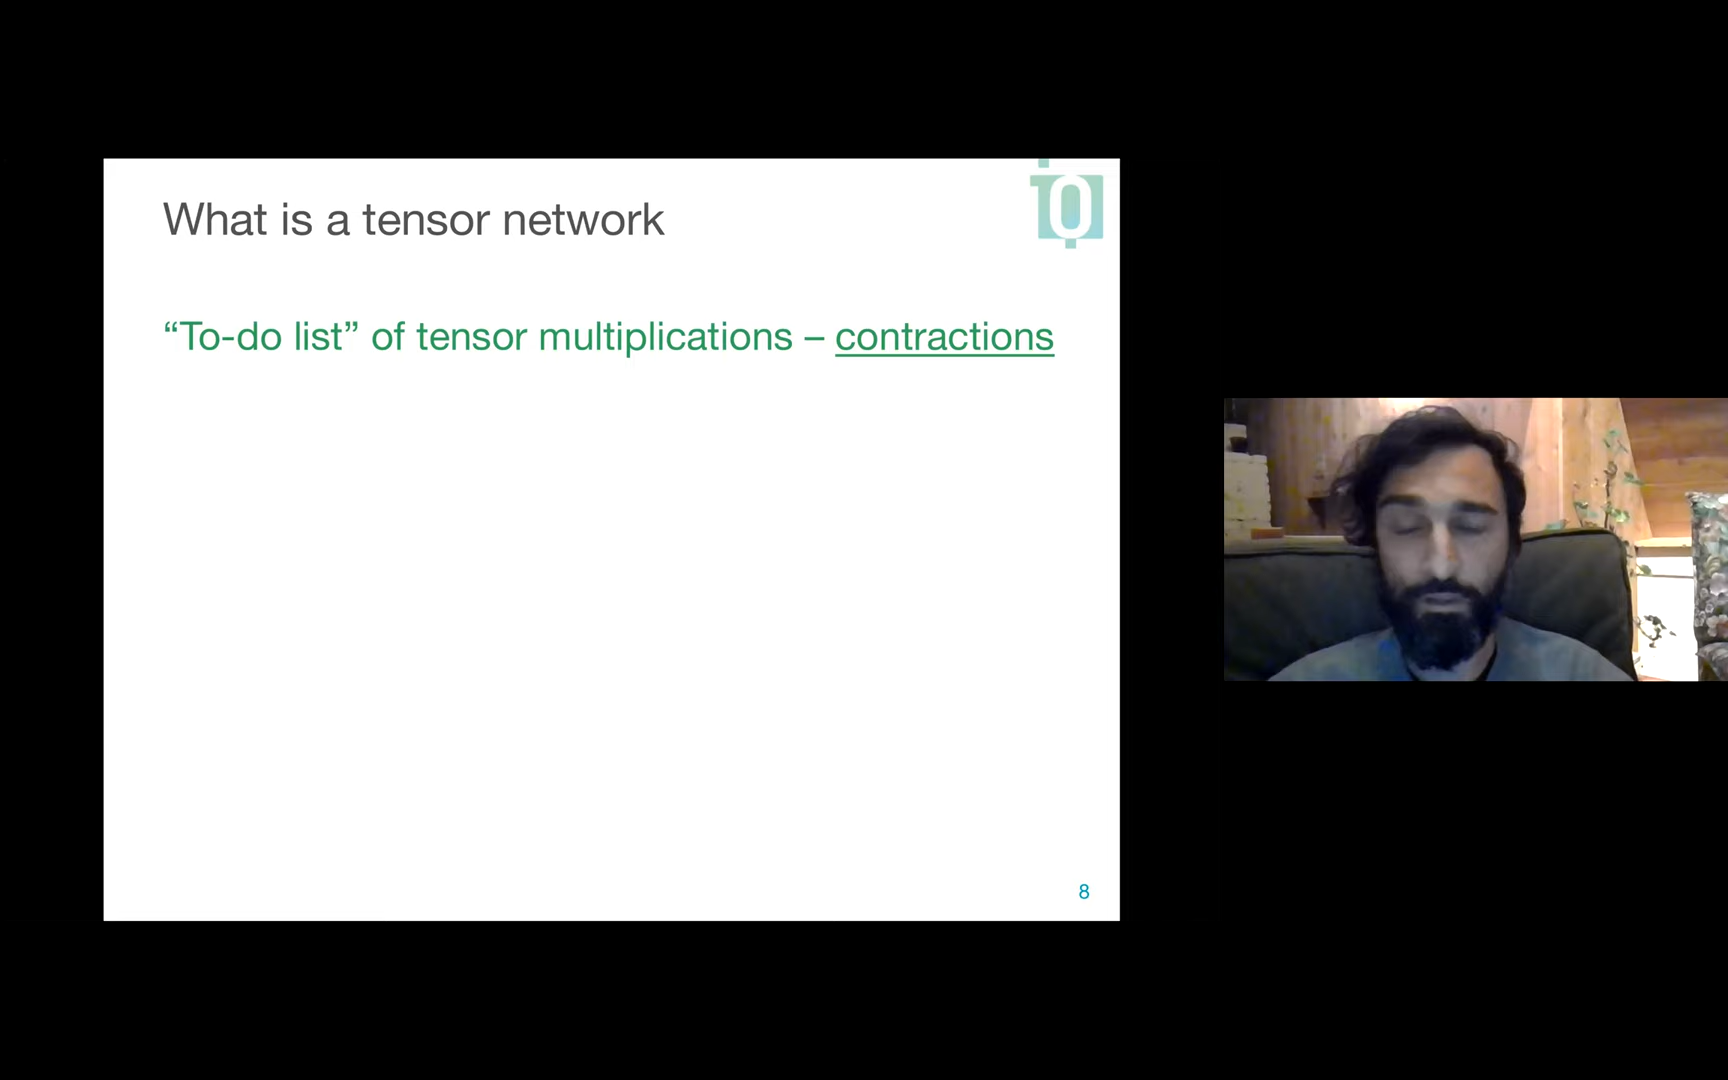 What is a tensor network
“To-do list” of tensor multiplications – contractions
8